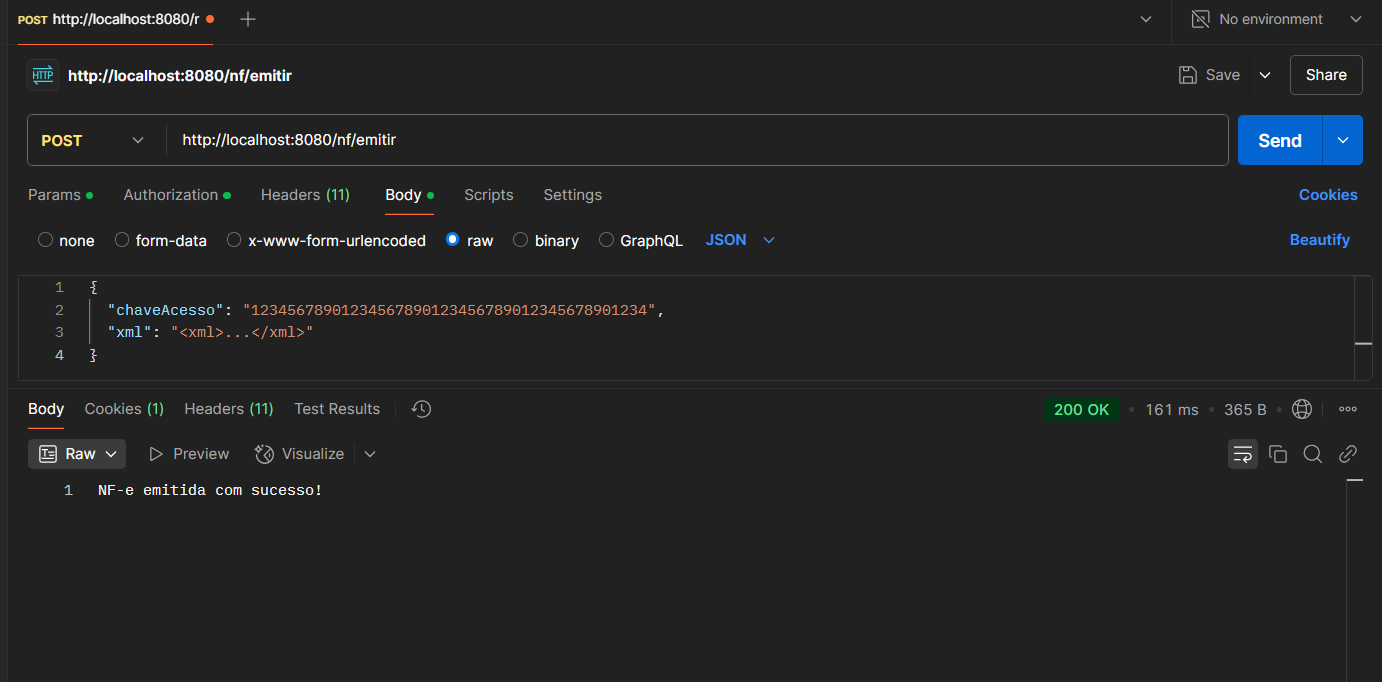 POST http://localhost:8080/r
No environment
HTTP http://localhost:8080/nf/emitir
Save
Share
POST http://localhost:8080/nf/emitir
Send
Params Authorization Headers (11) Body Scripts Settings Cookies
none form-data x-www-form-urlencoded raw binary GraphQL JSON Beautify
1 {
2 "chaveAcesso": "12345678901234567890123456789012345678901234",
3 "xml": "<xml>...</xml>"
4 }
Body Cookies (1) Headers (11) Test Results 200 OK 161 ms 365 B
Raw Preview Visualize
1 NF-e emitida com sucesso!